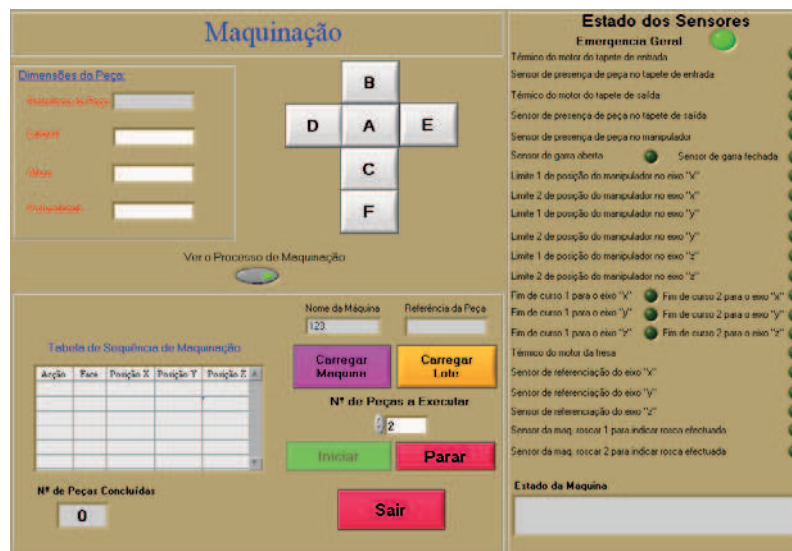 Maquinação
Dimensões da Peça:
Referência da Peça
Largura
Altura
Profundidade
B
D A E
C
F
Ver o Processo de Maquinação
Nome da Máquina Referência da Peça
123
Tabela de Sequência de Maquinação
Acção Face Posição X Posição Y Posição Z
Carregar Maquina
Carregar Lote
Nº de Peças a Executar
2
Iniciar Parar
Nº de Peças Concluídas
0
Sair
Estado dos Sensores
Emergencia Geral
Térmico do motor do tapete de entrada
Sensor de presença de peça no tapete de entrada
Térmico do motor do tapete de saída
Sensor de presença de peça no tapete de saída
Sensor de presença de peça no manipulador
Sensor de garra aberta Sensor de garra fechada
Limite 1 de posição do manipulador no eixo "x"
Limite 2 de posição do manipulador no eixo "x"
Limite 1 de posição do manipulador no eixo "y"
Limite 2 de posição do manipulador no eixo "y"
Limite 1 de posição do manipulador no eixo "z"
Limite 2 de posição do manipulador no eixo "z"
Fim de curso 1 para o eixo "x" Fim de curso 2 para o eixo "x"
Fim de curso 1 para o eixo "y" Fim de curso 2 para o eixo "y"
Fim de curso 1 para o eixo "z" Fim de curso 2 para o eixo "z"
Térmico do motor da fresa
Sensor de referenciação do eixo "x"
Sensor de referenciação do eixo "y"
Sensor de referenciação do eixo "z"
Sensor da maq. roscar 1 para indicar rosca efectuada
Sensor da maq. roscar 2 para indicar rosca efectuada
Estado da Maquina